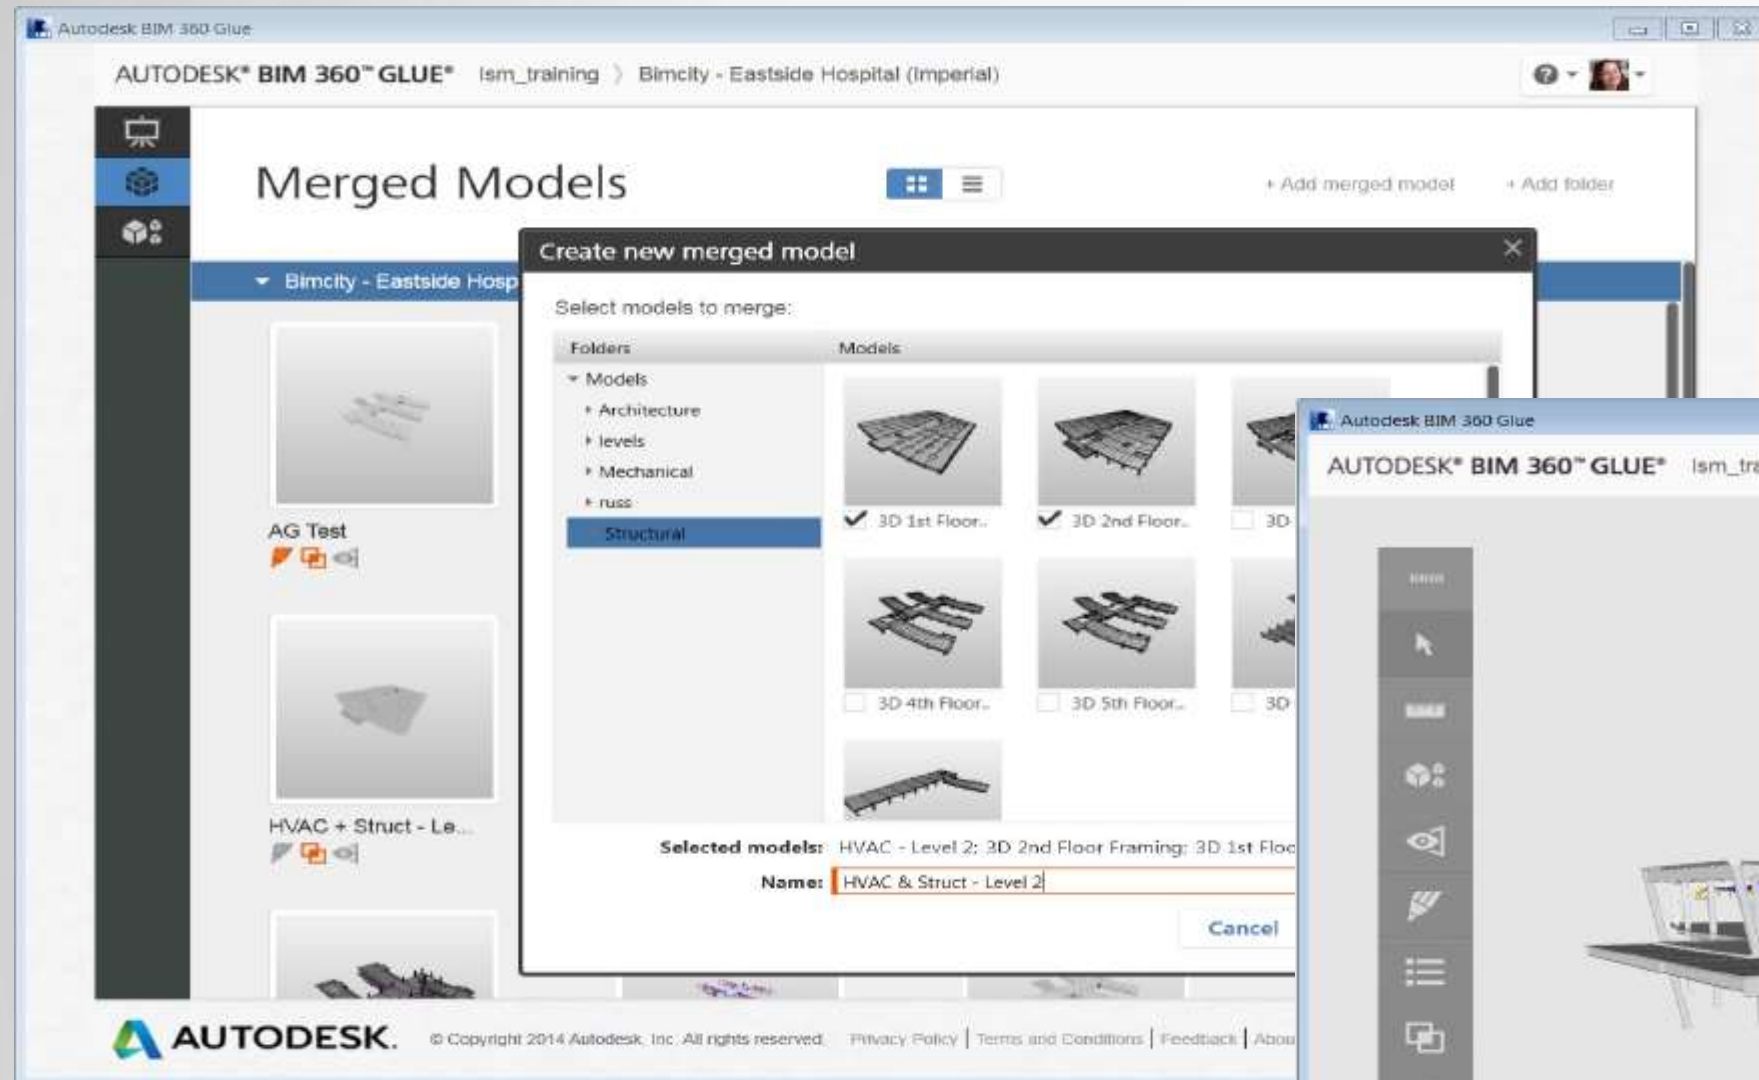 Autodesk BIM 360 Glue
AUTODESK® BIM 360™ GLUE® lsm_training > Bimcity - Eastside Hospital (Imperial)
Merged Models
+ Add merged model + Add folder
Bimcity - Eastside Hosp
Create new merged model
Select models to merge:
Folders Models
Models
Architecture
levels
Mechanical
russ
Structural
3D 1st Floor.. 3D 2nd Floor.. 3D
3D 4th Floor.. 3D 5th Floor.. 3D
Selected models: HVAC - Level 2; 3D 2nd Floor Framing; 3D 1st Floo
Name: HVAC & Struct - Level 2
Cancel
AG Test
HVAC + Struct - Le...
Autodesk BIM 360 Glue
AUTODESK® BIM 360™ GLUE® lsm_tra
AUTODESK. © Copyright 2014 Autodesk, Inc. All rights reserved. Privacy Policy | Terms and Conditions | Feedback | Abou